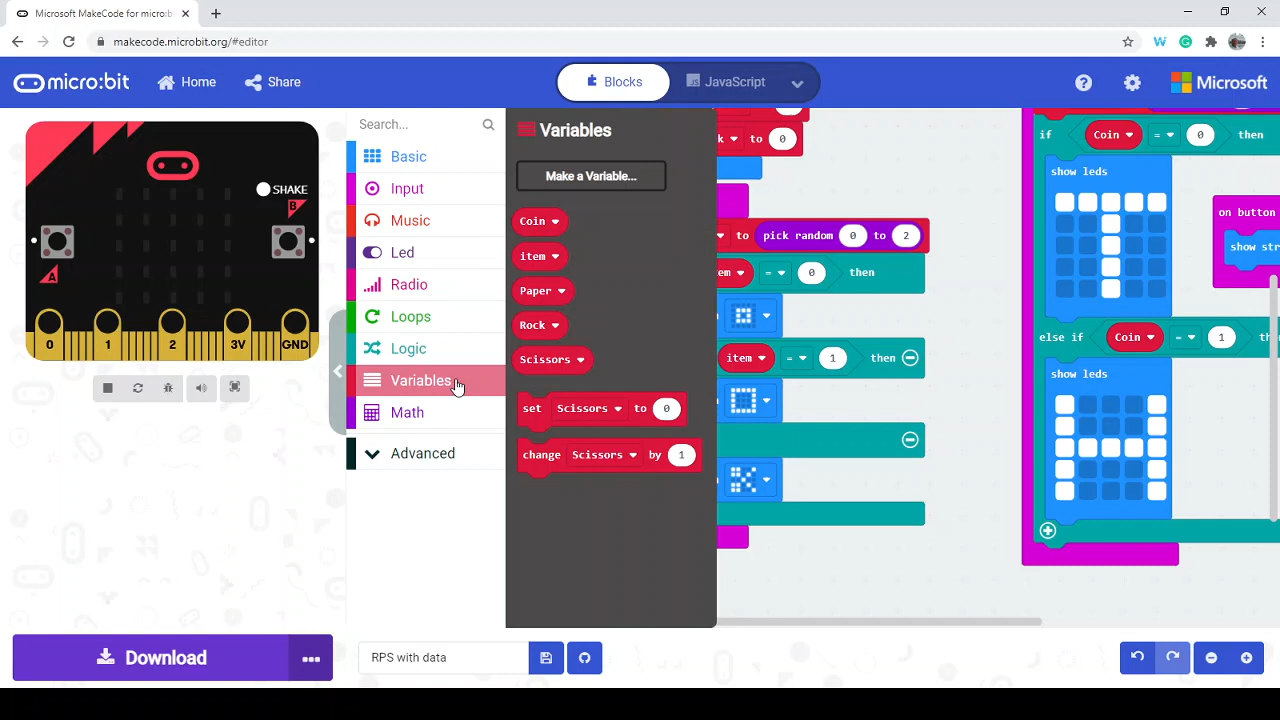 Microsoft MakeCode for micro:bit
makecode.microbit.org/#editor
micro:bit
Home
Share
Blocks
JavaScript
Microsoft
SHAKE
B
A
0 1 2 3V GND
Download
Search...
Basic
Input
Music
Led
Radio
Loops
Logic
Variables
Math
Advanced
Variables
Make a Variable...
Coin
item
Paper
Rock
Scissors
set Scissors to 0
change Scissors by 1
to 0
to pick random 0 to 2
= 0 then
item = 1 then
if Coin = 0 then
show leds
else if Coin = 1
show leds
on button
RPS with data